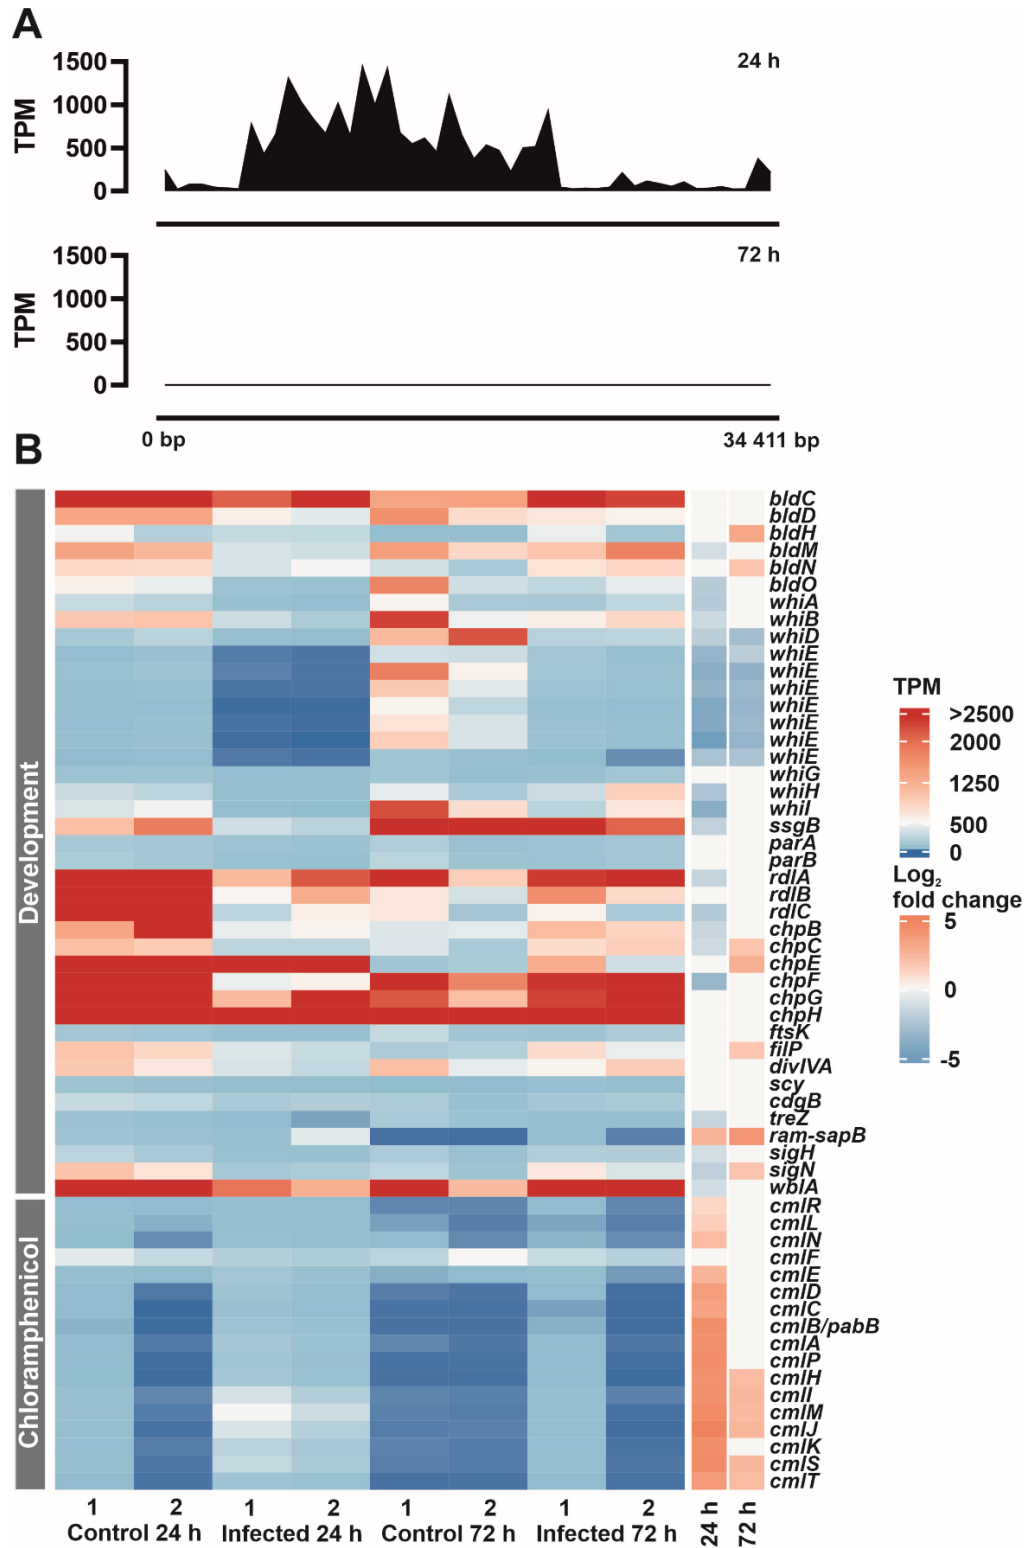 A
24 h
TPM
1500
1000
500
0
72 h
TPM
1500
1000
500
0
0 bp
34 411 bp
B
Development
bldC
bldD
bldH
bldM
bldN
bldO
whiA
whiB
whiD
whiE
whiE
whiE
whiE
whiE
whiE
whiE
whiG
whiH
whiI
ssgB
parA
parB
rdlA
rdlB
rdlC
chpB
chpC
chpE
chpF
chpG
chpH
ftsK
filP
divIVA
scy
cdgB
treZ
ram-sapB
sigH
sigN
wblA
Chloramphenicol
cmlR
cmlL
cmlN
cmlF
cmlE
cmlD
cmlC
cmlB/pabB
cmlA
cmlP
cmlH
cmlI
cmlM
cmlJ
cmlK
cmlS
cmlT
1 2 1 2 1 2 1 2
Control 24 h Infected 24 h Control 72 h Infected 72 h
24 h
72 h
TPM
>2500
2000
1250
500
0
Log2
fold change
5
0
-5